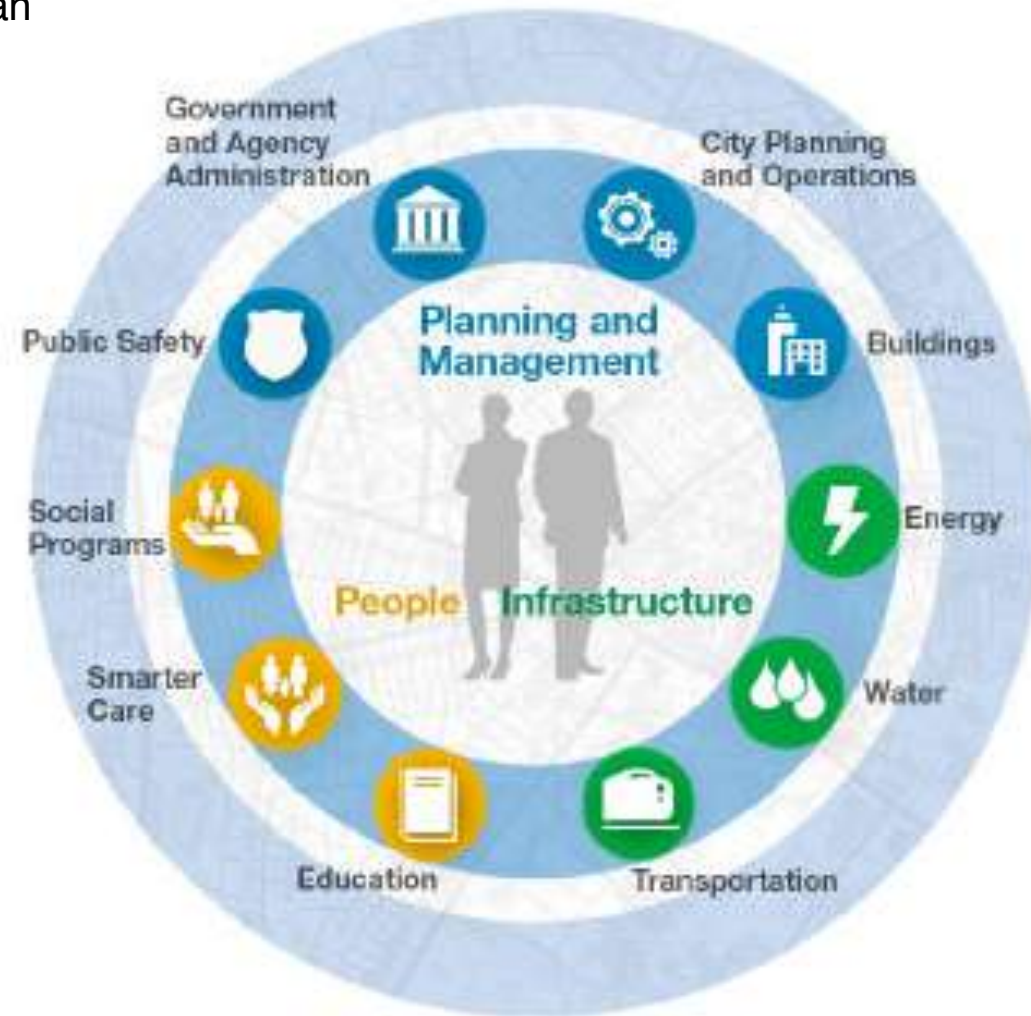 an
Government
and Agency
Administration
City Planning
and Operations
Public Safety
Planning and
Management
Buildings
Social
Programs
Energy
People
Infrastructure
Smarter
Care
Water
Education
Transportation